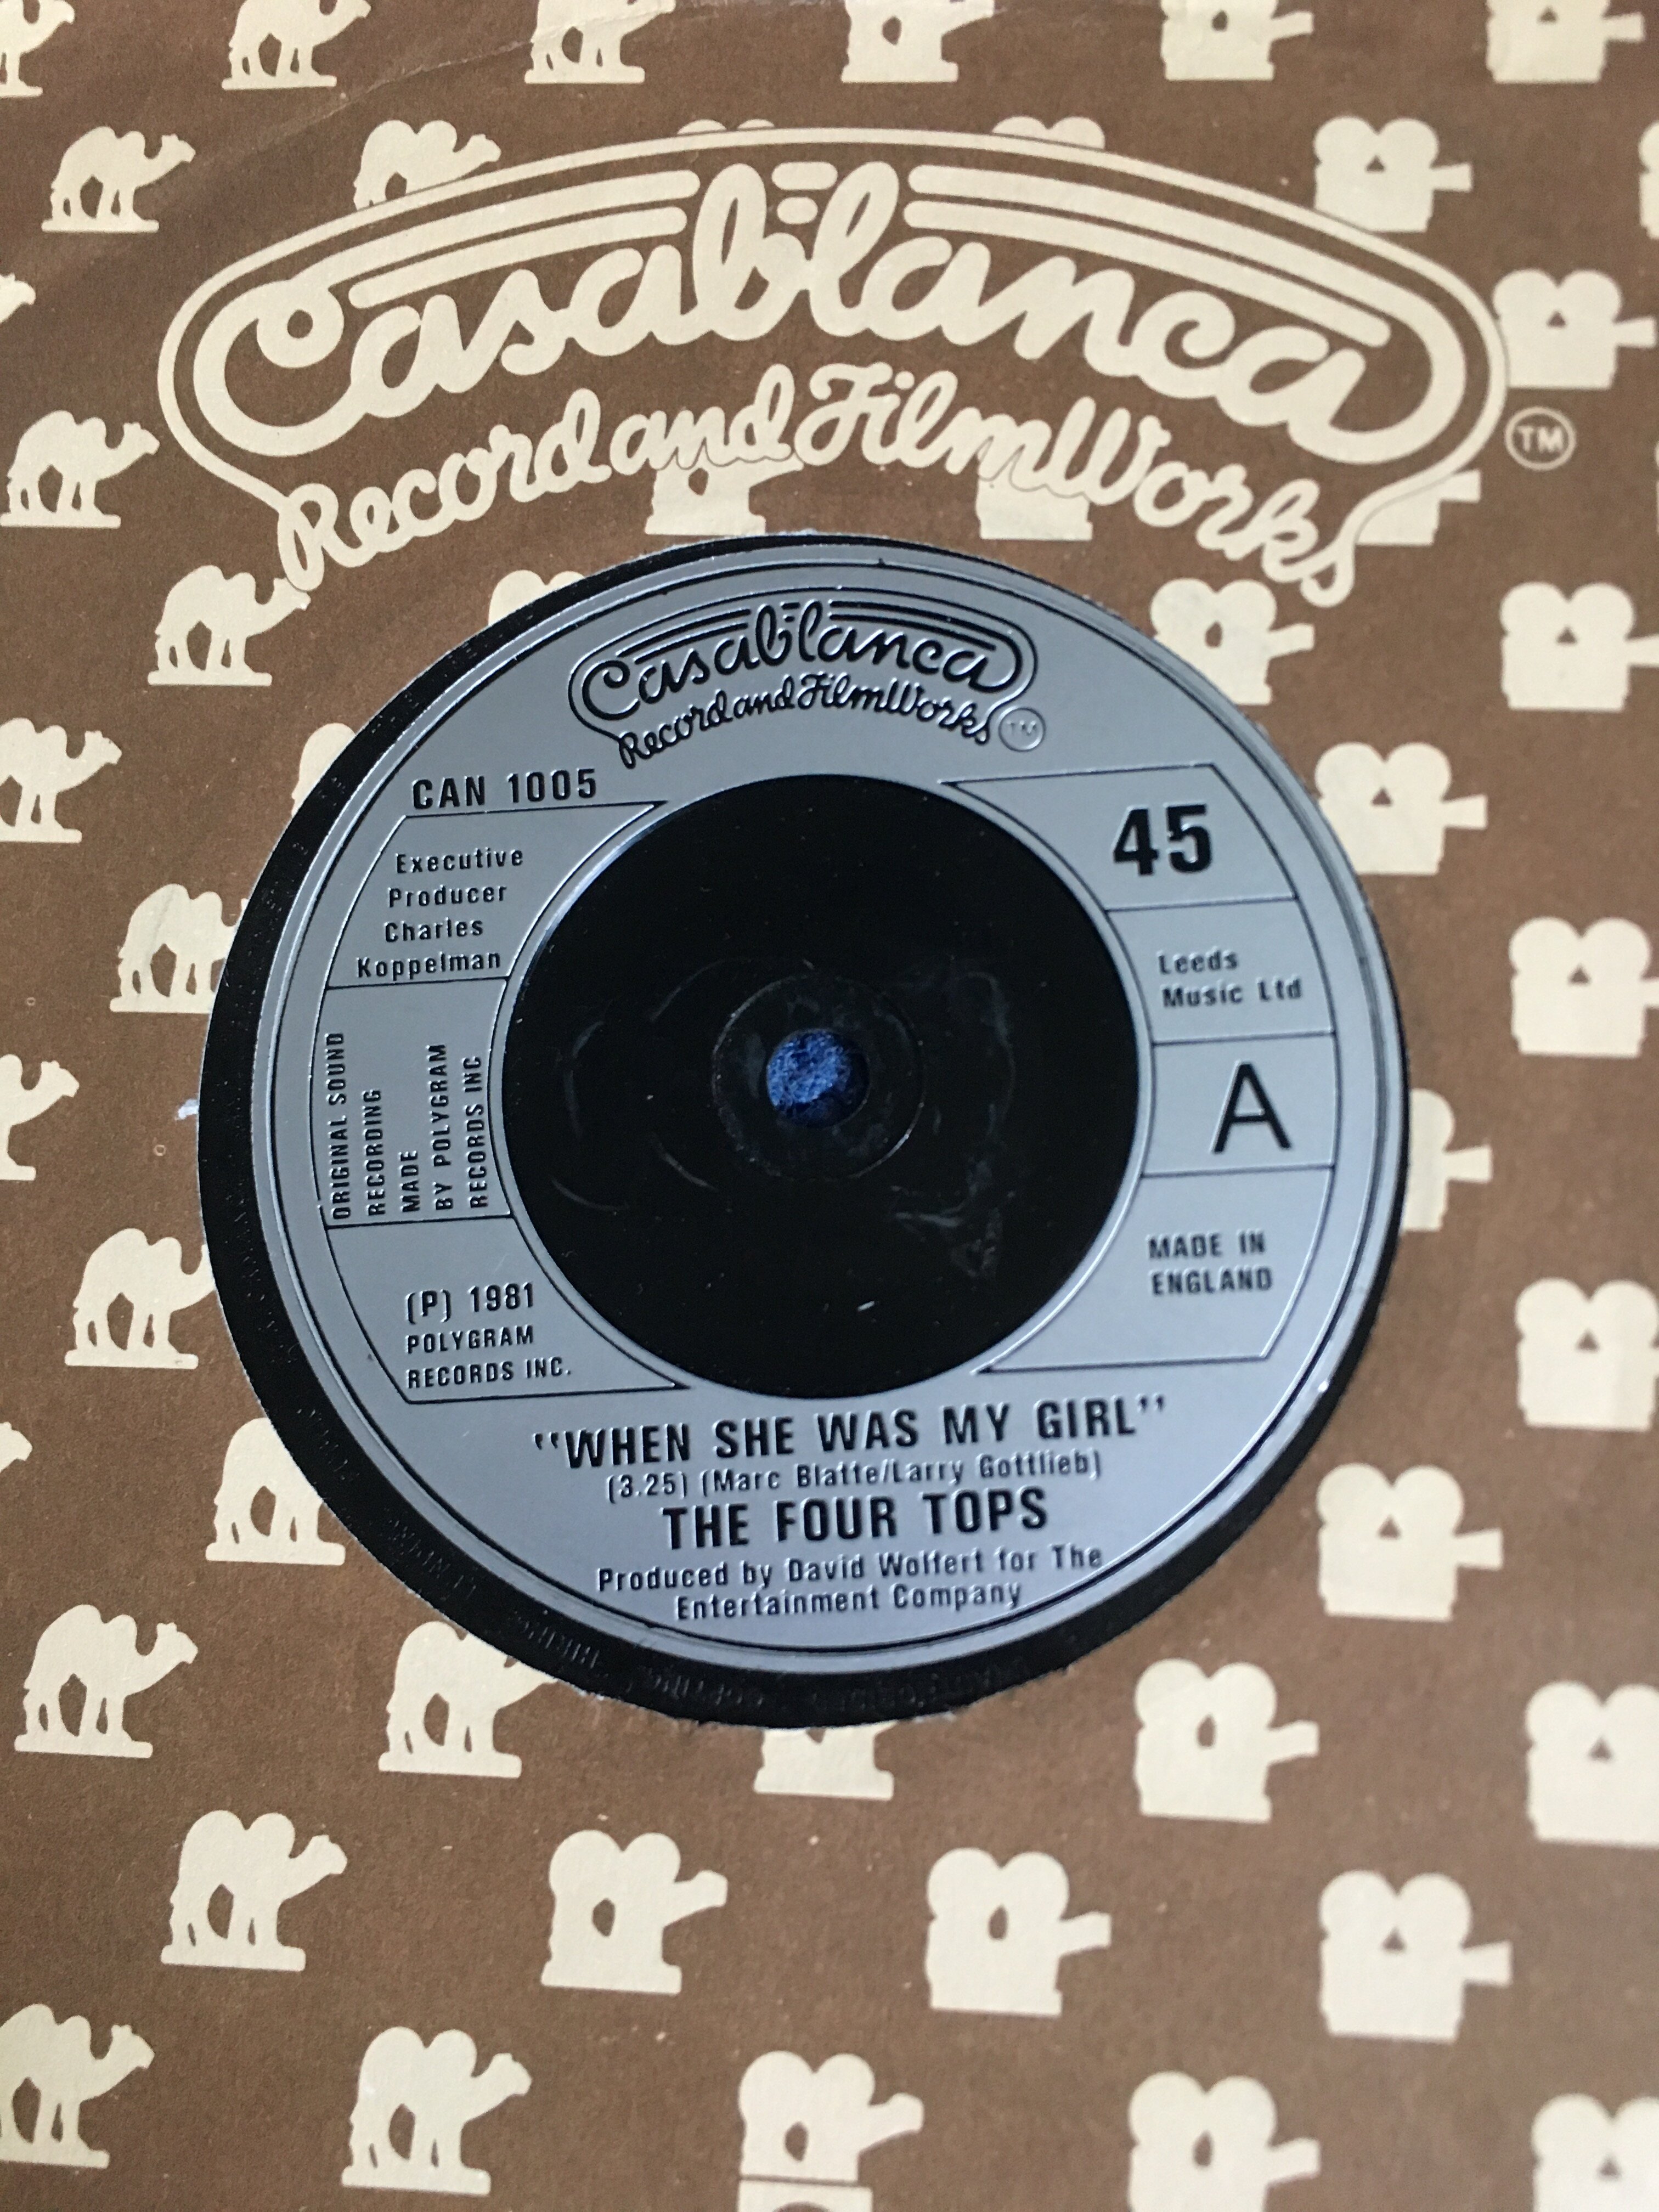 Casablanca
Record and FilmWorks
TM
Casablanca
Record and FilmWorks
TM
CAN 1005
Executive
Producer
Charles
Koppelman
ORIGINAL SOUND
RECORDING
MADE
BY POLYGRAM
RECORDS INC
(P) 1981
POLYGRAM
RECORDS INC.
45
Leeds
Music Ltd
A
MADE IN
ENGLAND
"WHEN SHE WAS MY GIRL"
(3.25) (Marc Blatte/Larry Gottlieb)
THE FOUR TOPS
Produced by David Wolfert for The
Entertainment Company